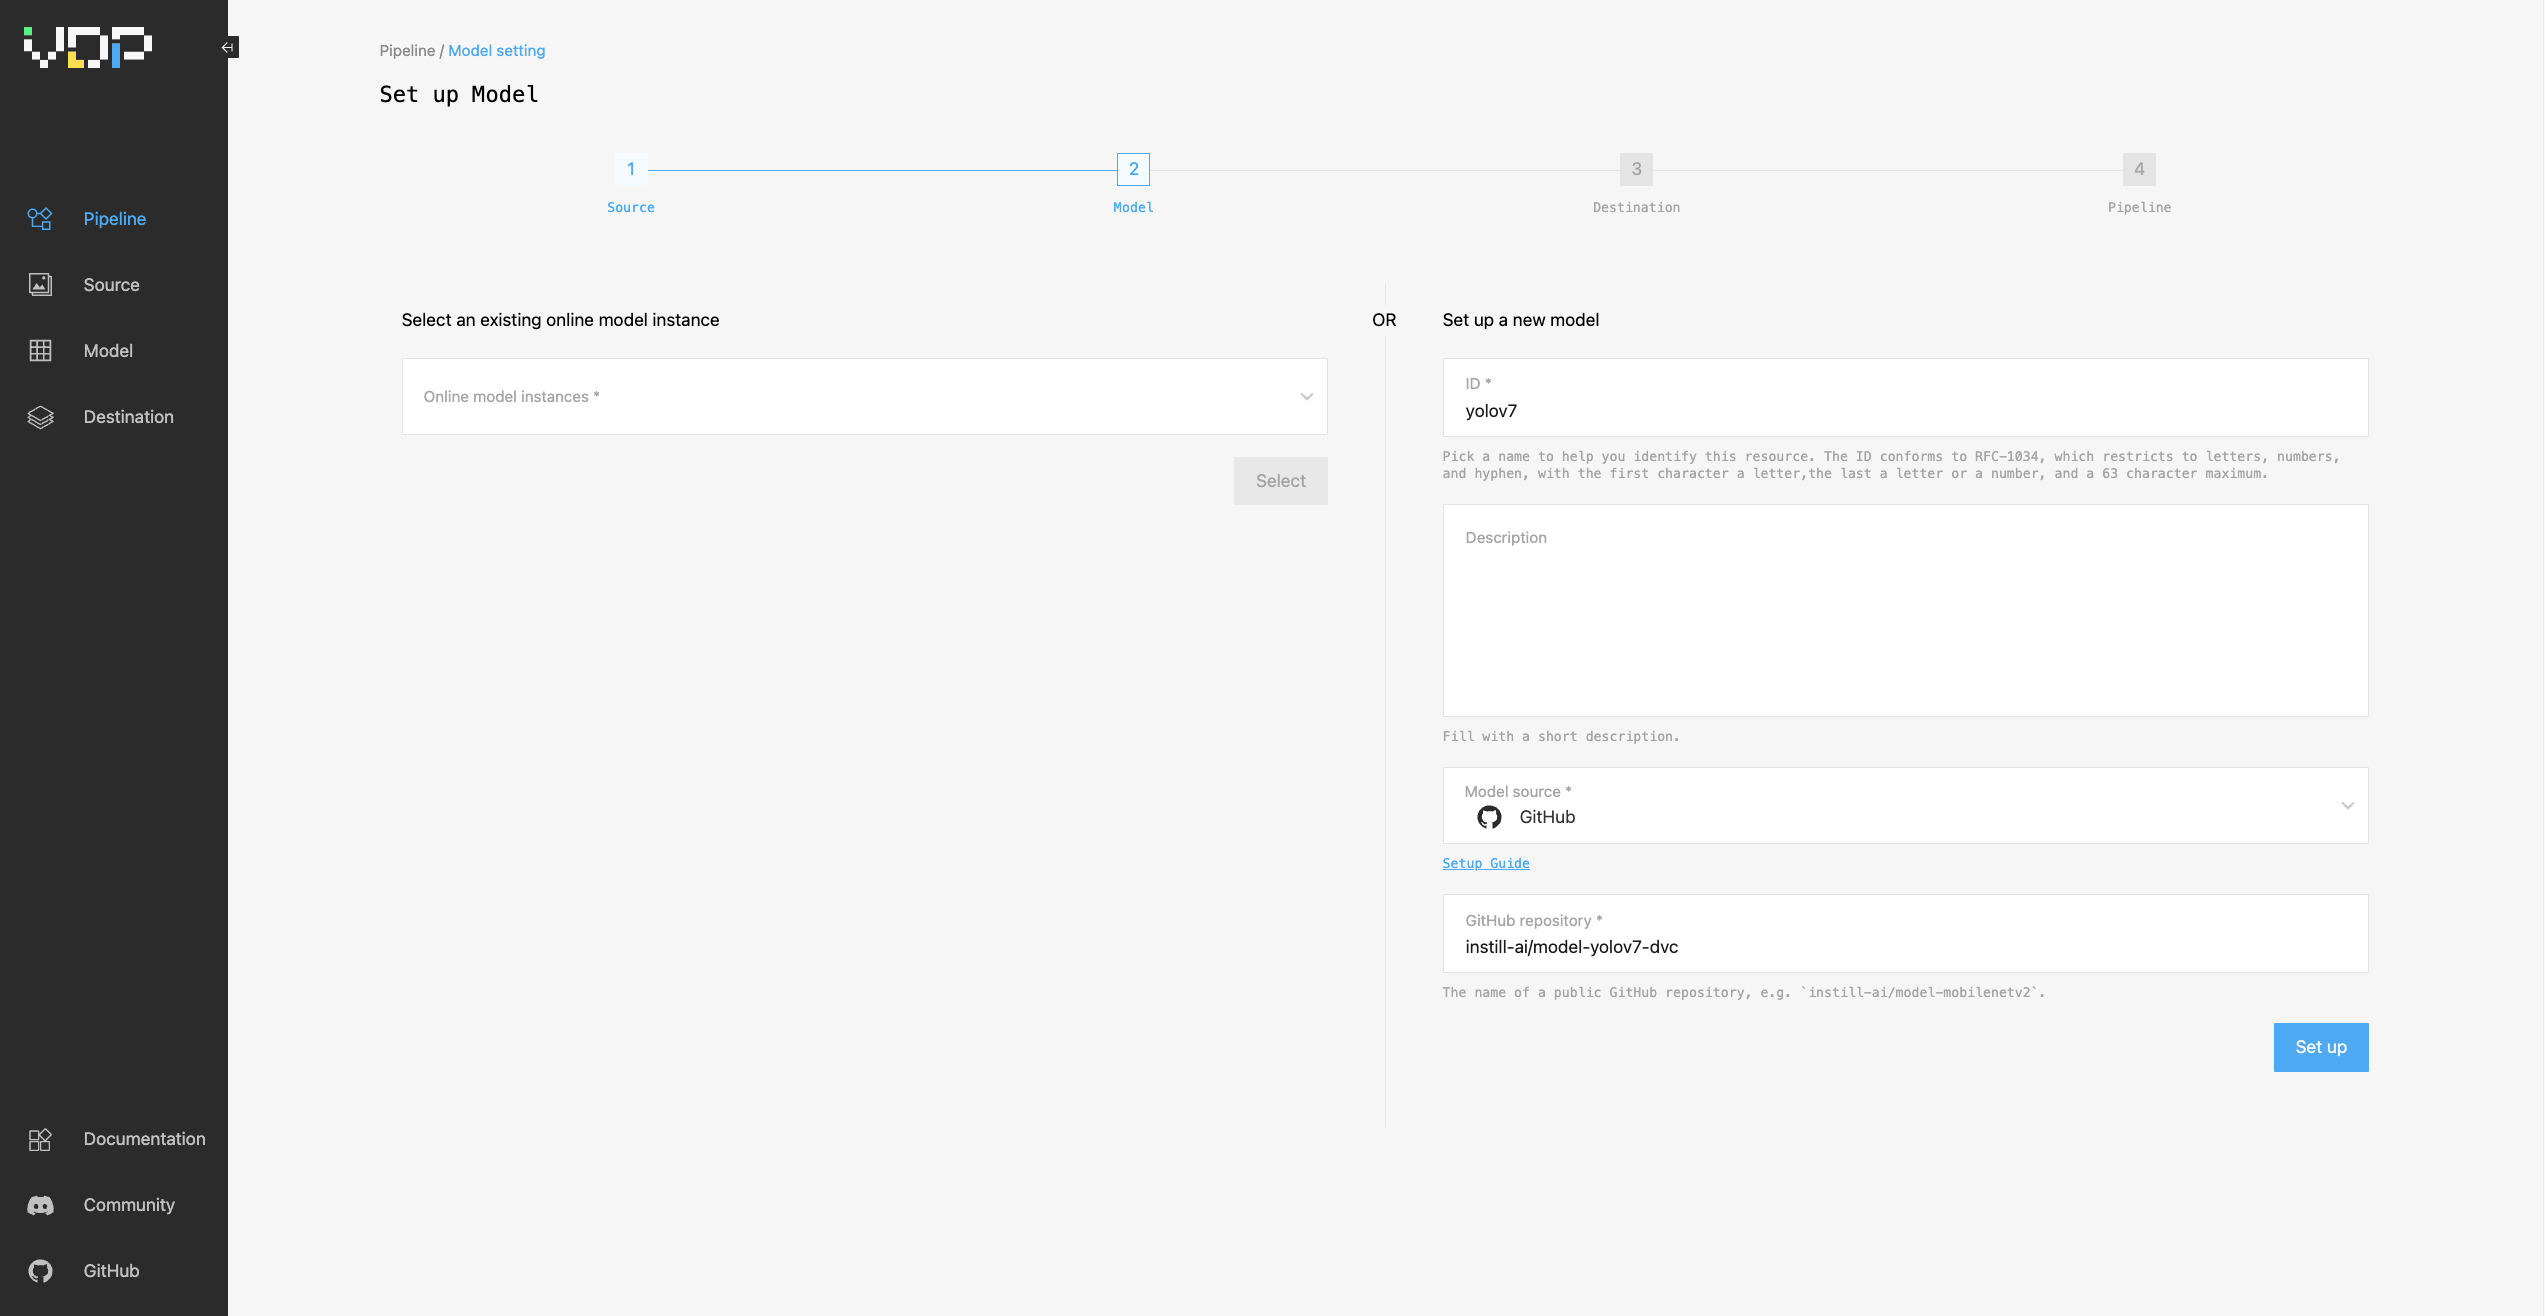 VDP
Pipeline
Source
Model
Destination
Documentation
Community
GitHub
Pipeline / Model setting
Set up Model
1
Source
2
Model
3
Destination
4
Pipeline
Select an existing online model instance
Online model instances *
Select
OR
Set up a new model
ID *
yolov7
Pick a name to help you identify this resource. The ID conforms to RFC-1034, which restricts to letters, numbers,
and hyphen, with the first character a letter,the last a letter or a number, and a 63 character maximum.
Description
Fill with a short description.
Model source *
GitHub
Setup Guide
GitHub repository *
instill-ai/model-yolov7-dvc
The name of a public GitHub repository, e.g. `instill-ai/model-mobilenetv2`.
Set up